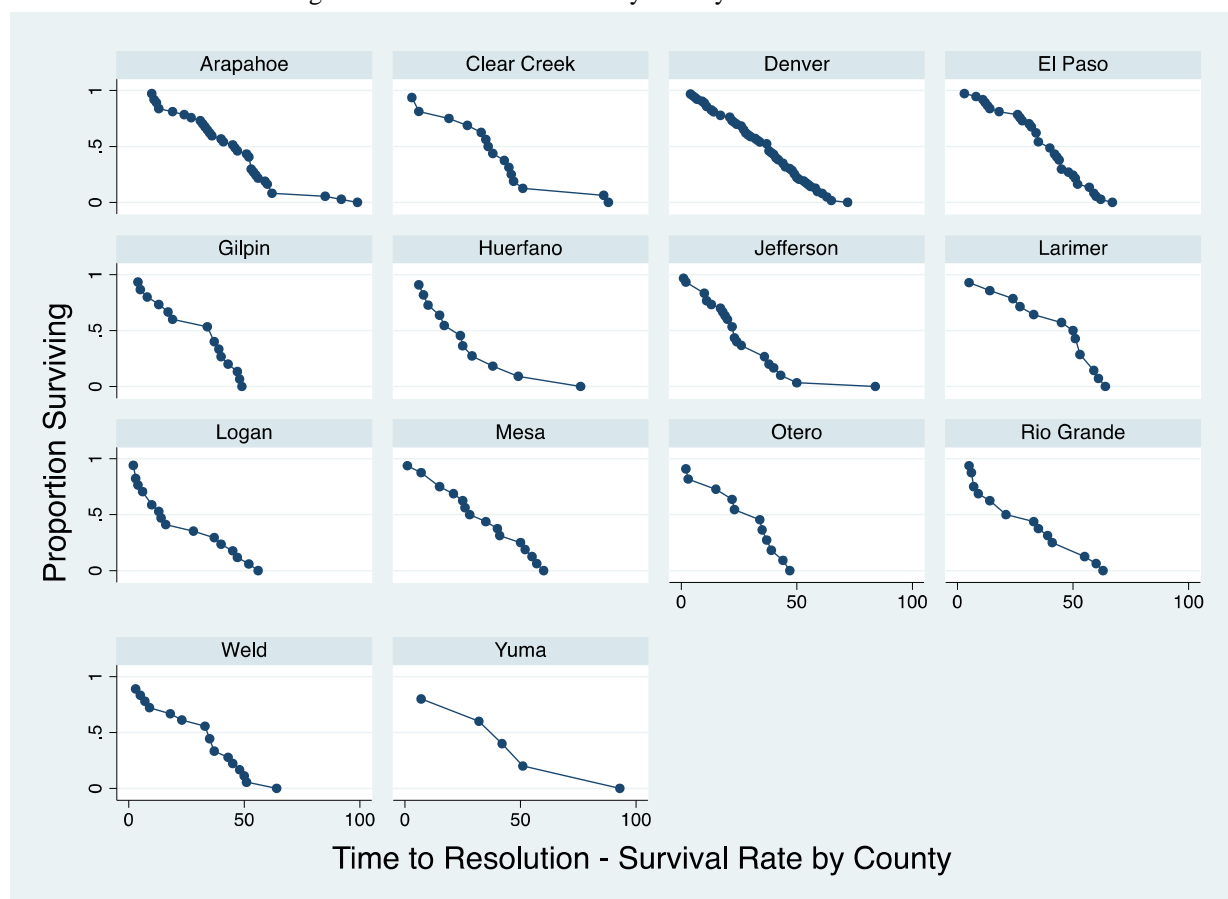 Arapahoe Clear Creek Denver El Paso
1
.5
0
Gilpin Huerfano Jefferson Larimer
1
.5
0
Logan Mesa Otero Rio Grande
1
.5
0
0 50 100 0 50 100
Weld Yuma
1
.5
0
0 50 100 0 50 100
Proportion Surviving
Time to Resolution - Survival Rate by County